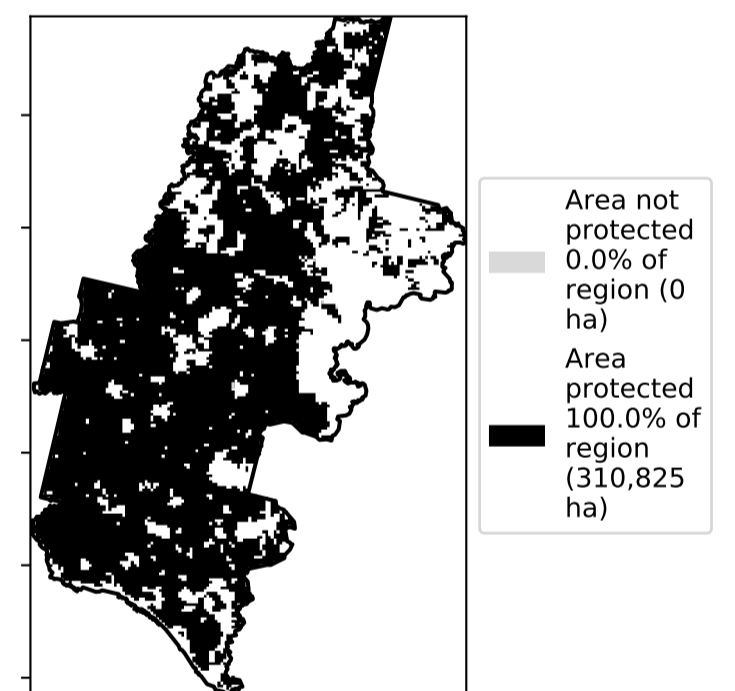 Area not
protected
0.0% of
region (0
ha)
Area
protected
100.0% of
region
(310,825
ha)